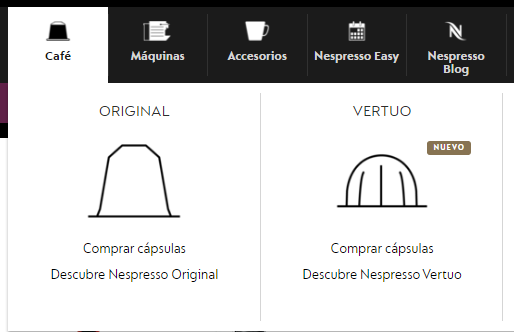 Café
Máquinas
Accesorios
Nespresso Easy
Nespresso
Blog
ORIGINAL
VERTUO
NUEVO
Comprar cápsulas
Descubre Nespresso Original
Comprar cápsulas
Descubre Nespresso Vertuo